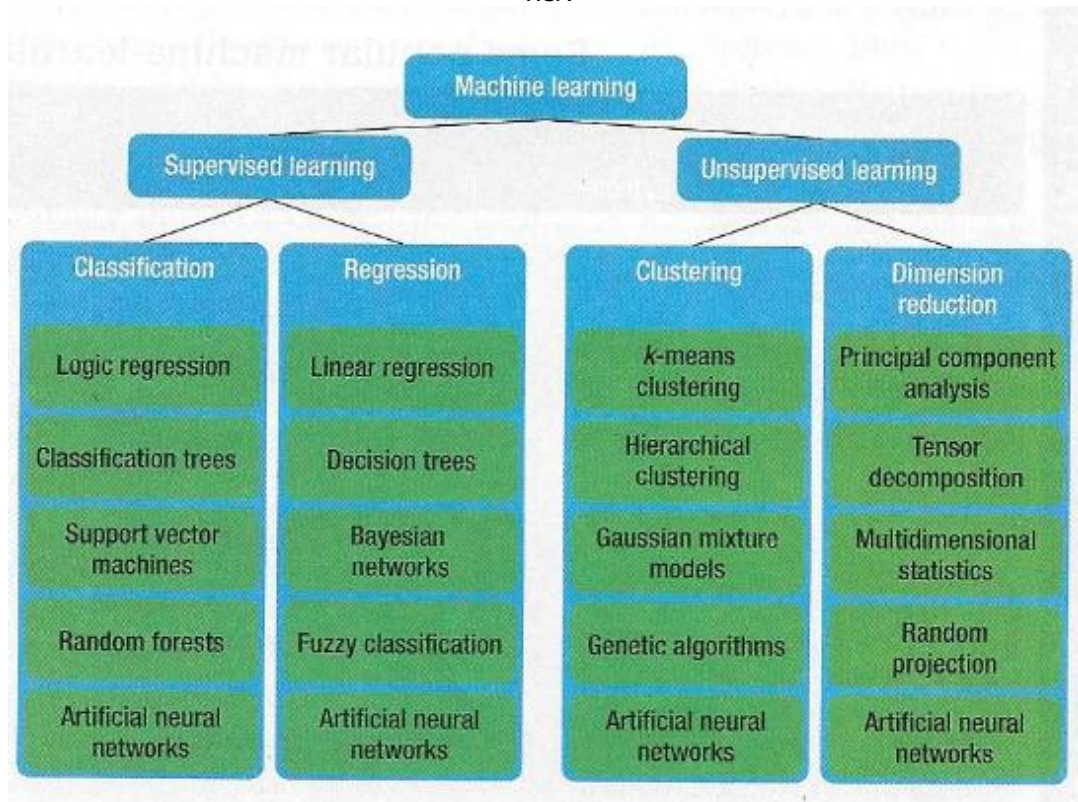 Machine learning
Supervised learning
Unsupervised learning
Classification
Logic regression
Classification trees
Support vector
machines
Random forests
Artificial neural
networks
Regression
Linear regression
Decision trees
Bayesian
networks
Fuzzy classification
Artificial neural
networks
Clustering
k-means
clustering
Hierarchical
clustering
Gaussian mixture
models
Genetic algorithms
Artificial neural
networks
Dimension
reduction
Principal component
analysis
Tensor
decomposition
Multidimensional
statistics
Random
projection
Artificial neural
networks